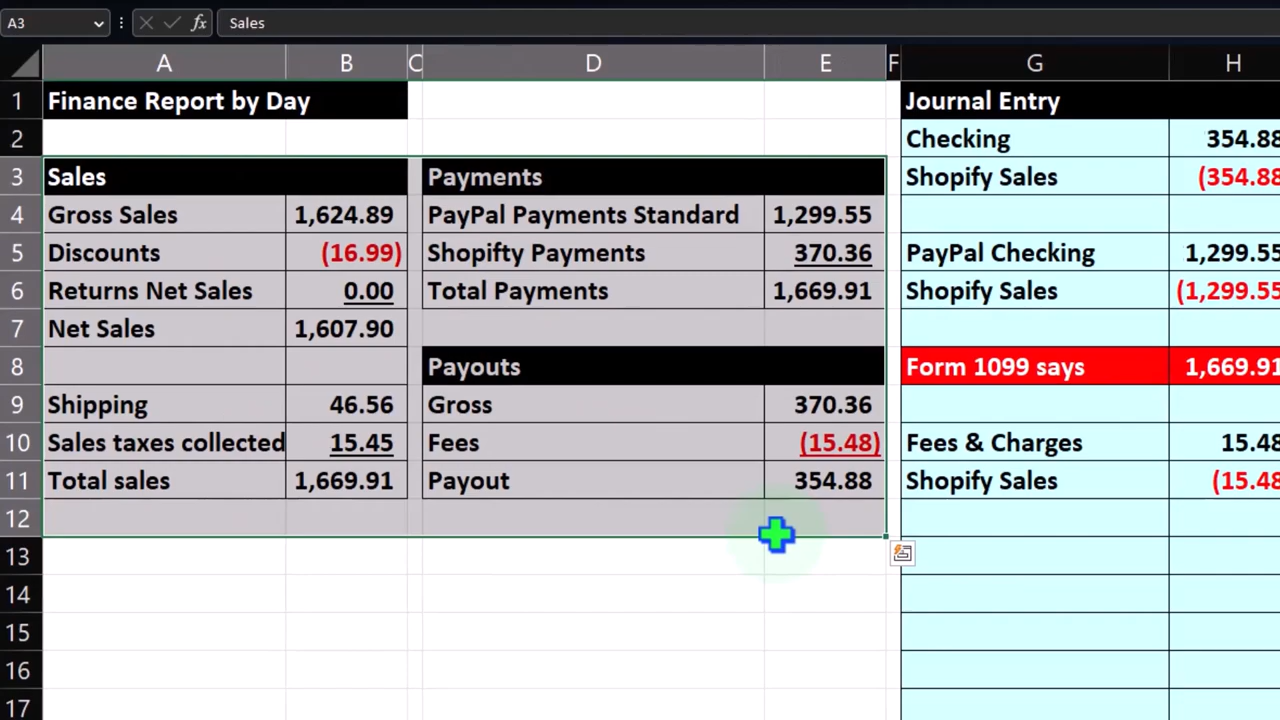 A3 fx Sales
A B C D E F G H
1 Finance Report by Day Journal Entry
2 Checking 354.88
3 Sales Payments Shopify Sales (354.88
4 Gross Sales 1,624.89 PayPal Payments Standard 1,299.55
5 Discounts (16.99) Shopifty Payments 370.36 PayPal Checking 1,299.55
6 Returns Net Sales 0.00 Total Payments 1,669.91 Shopify Sales (1,299.55
7 Net Sales 1,607.90
8 Payouts Form 1099 says 1,669.91
9 Shipping 46.56 Gross 370.36
10 Sales taxes collected 15.45 Fees (15.48) Fees & Charges 15.48
11 Total sales 1,669.91 Payout 354.88 Shopify Sales (15.48
12
13
14
15
16
17